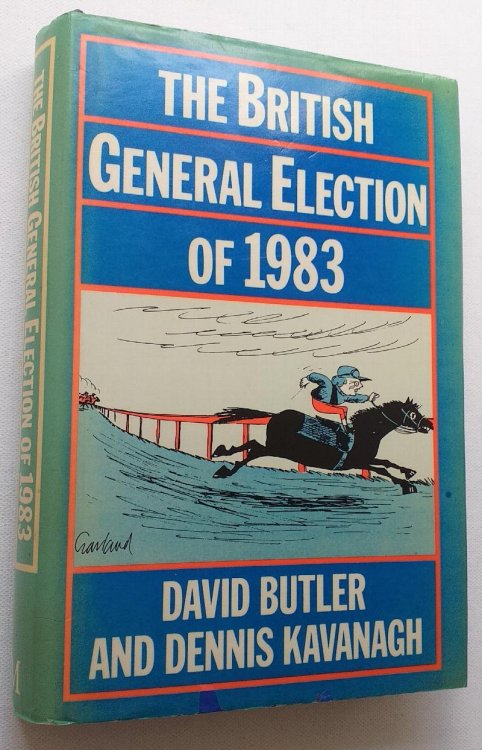 THE BRITISH
GENERAL ELECTION
OF 1983
Garland
DAVID BUTLER
AND DENNIS KAVANAGH
THE BRITISH GENERAL ELECTION OF 1983